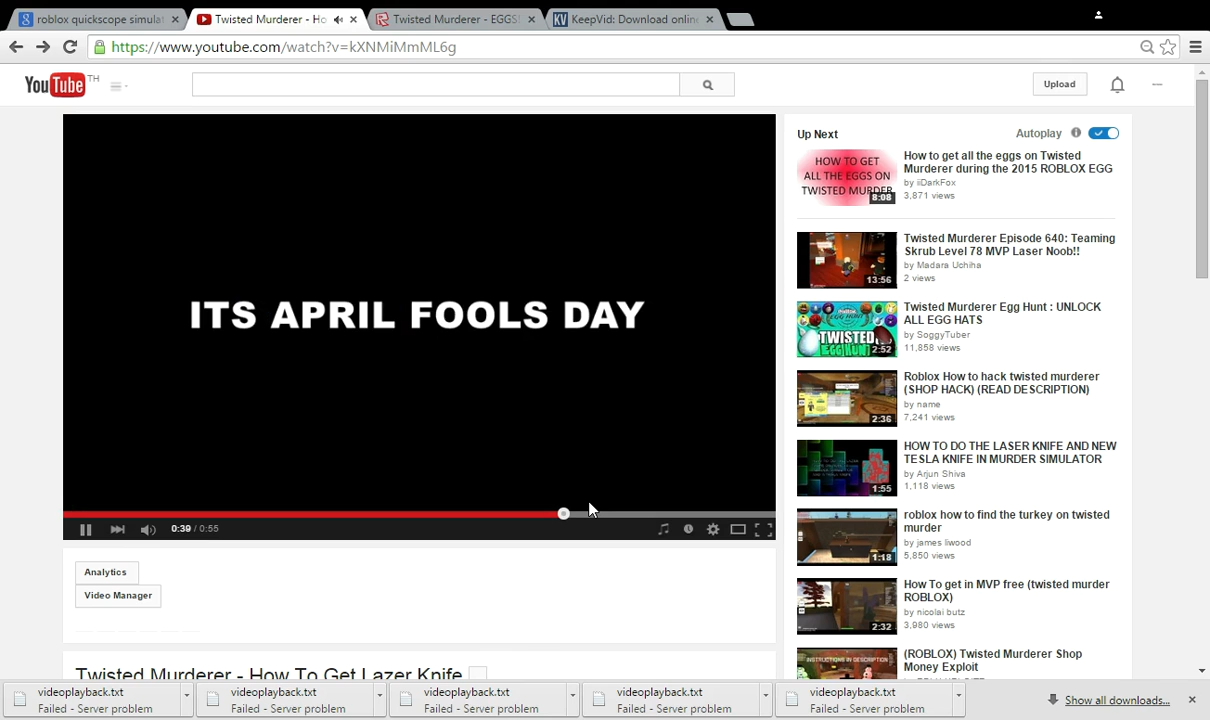 roblox quickscope simulat
Twisted Murderer - Ho
Twisted Murderer - EGGS!
KeepVid: Download onlin
https://www.youtube.com/watch?v=kXNMiMmML6g
YouTube TH
Upload
ITS APRIL FOOLS DAY
0:39 / 0:55
Analytics
Video Manager
Twisted Murderer - How To Get Lazer Knife
Up Next
Autoplay
HOW TO GET
ALL THE EGGS ON
TWISTED MURDER
8:08
How to get all the eggs on Twisted
Murderer during the 2015 ROBLOX EGG
by iiDarkFox
3,871 views
13:56
Twisted Murderer Episode 640: Teaming
Skrub Level 78 MVP Laser Noob!!
by Madara Uchiha
2 views
EGG HUNT
TWISTED
2:52
Twisted Murderer Egg Hunt : UNLOCK
ALL EGG HATS
by SoggyTuber
11,858 views
2:36
Roblox How to hack twisted murderer
(SHOP HACK) (READ DESCRIPTION)
by name
7,241 views
1:55
HOW TO DO THE LASER KNIFE AND NEW
TESLA KNIFE IN MURDER SIMULATOR
by Arjun Shiva
1,118 views
1:18
roblox how to find the turkey on twisted
murder
by james liwood
5,850 views
2:32
How To get in MVP free (twisted murder
ROBLOX)
by nicolai butz
3,980 views
INSTRUCTIONS IN DESCRIPTION
(ROBLOX) Twisted Murderer Shop
Money Exploit
videoplayback.txt
Failed - Server problem
videoplayback.txt
Failed - Server problem
videoplayback.txt
Failed - Server problem
videoplayback.txt
Failed - Server problem
videoplayback.txt
Failed - Server problem
Show all downloads...